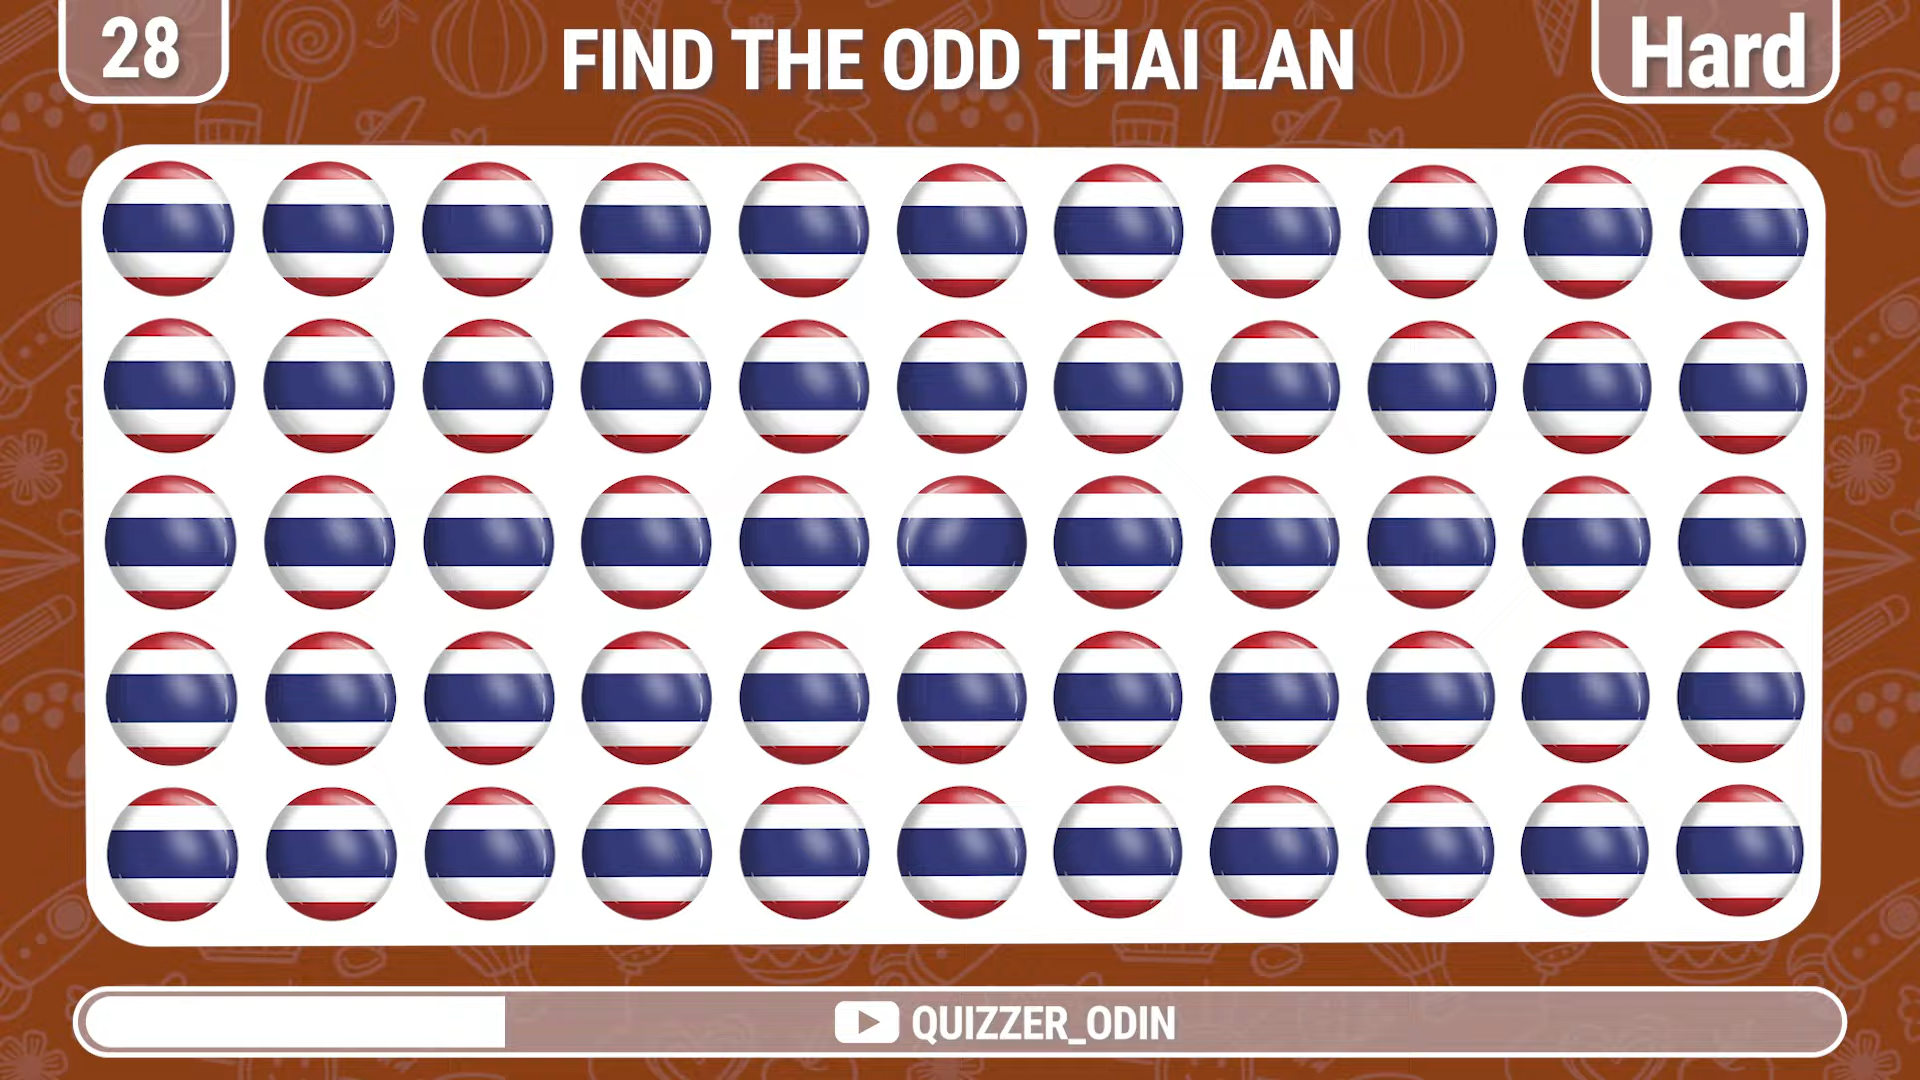 28
FIND THE ODD THAI LAN
Hard
QUIZZER_ODIN